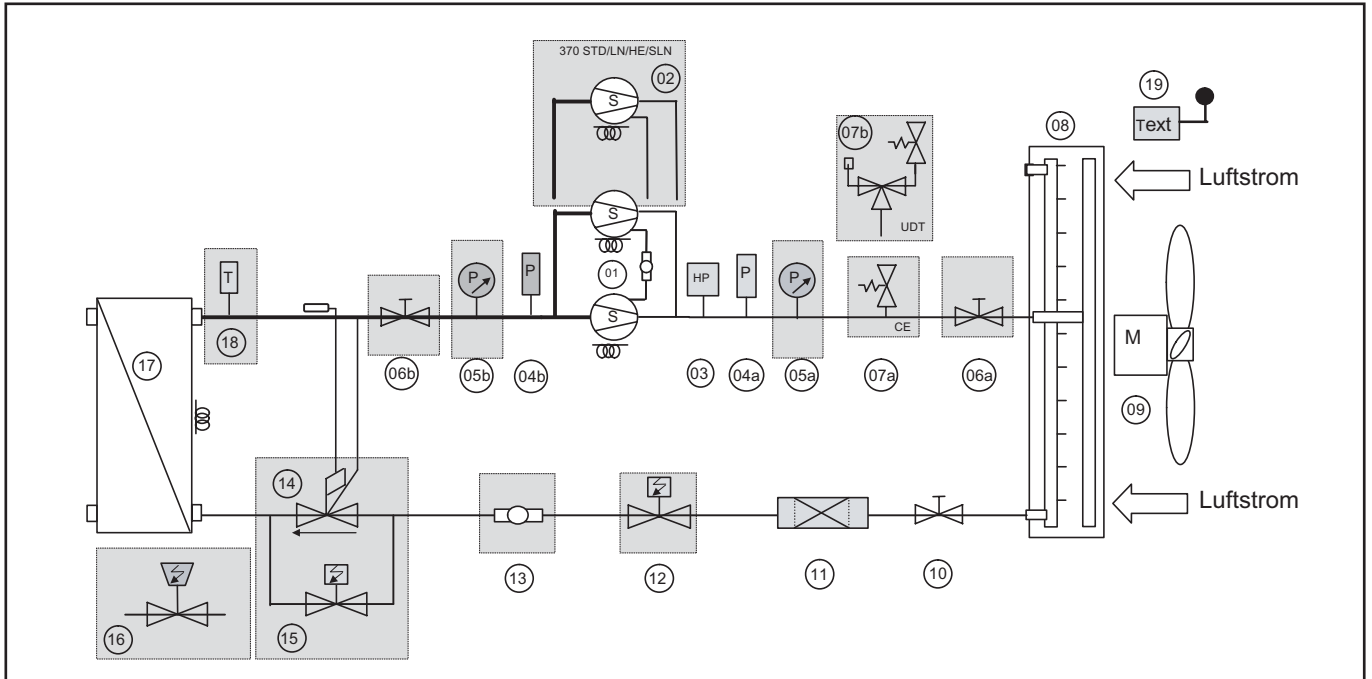 370 STD/LN/HE/SLN
02
S
19
Text
08
07b
UDT
Luftstrom
S
T
18
P
05b
P
04b
06b
01
S
HP
03
P
04a
P
05a
CE
07a
06a
17
M
09
14
Luftstrom
13
12
11
10
15
16